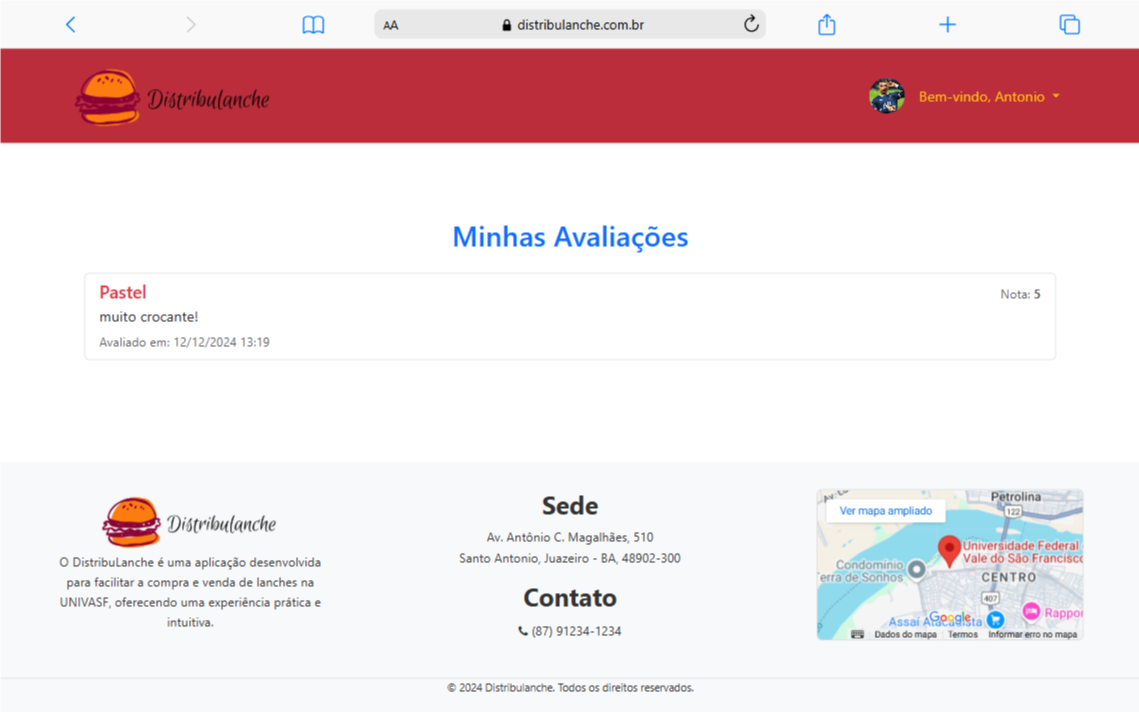 AA
distribulanche.com.br
Distribulanche
Bem-vindo, Antonio
Minhas Avaliações
Pastel
Nota: 5
muito crocante!
Avaliado em: 12/12/2024 13:19
Distribulanche
O DistribuLanche é uma aplicação desenvolvida
para facilitar a compra e venda de lanches na
UNIVASF, oferecendo uma experiência prática e
intuitiva.
Sede
Av. Antônio C. Magalhães, 510
Santo Antonio, Juazeiro - BA, 48902-300
Contato
(87) 91234-1234
Petrolina
Ver mapa ampliado
122
Universidade Federal
Vale do São Francisco
Condomínio
erra de Sonhos
CENTRO
407
Rappor
Assaí Atacadista
Google
Dados do mapa Termos Informar erro no mapa
© 2024 Distribulanche. Todos os direitos reservados.